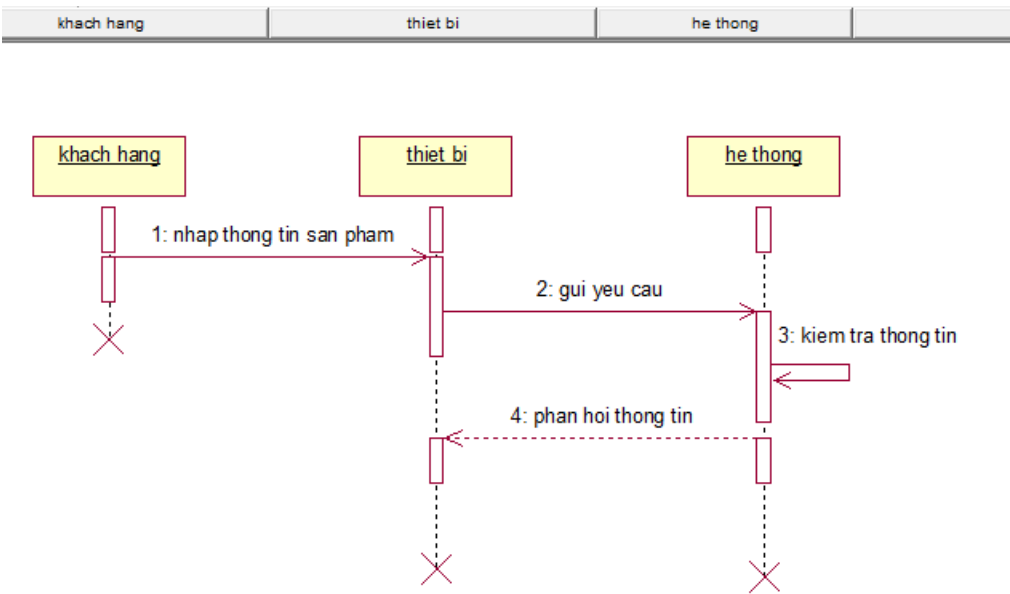 khach hang
thiet bi
he thong
khach hang
thiet bi
he thong
1: nhap thong tin san pham
2: gui yeu cau
3: kiem tra thong tin
4: phan hoi thong tin